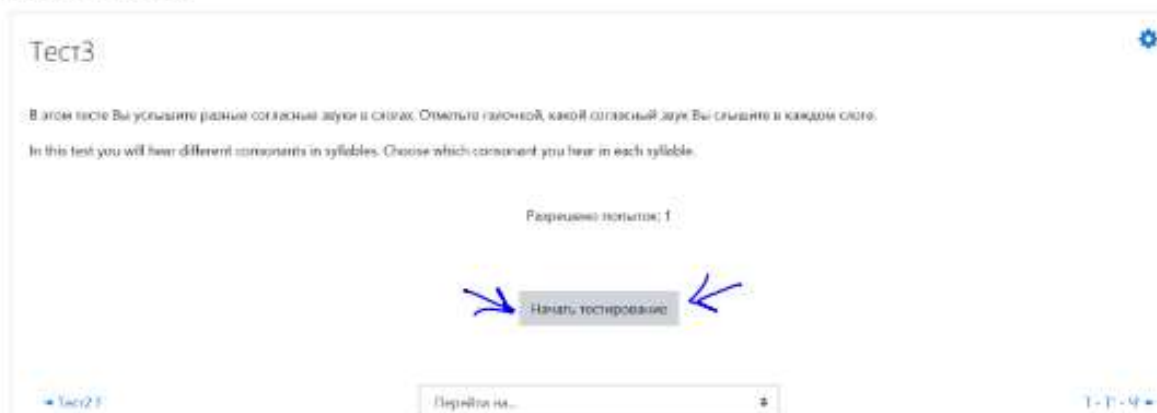 Тест3
В этом тесте Вы услышите разные согласные звуки в слогах. Отметьте галочкой, какой согласный звук Вы слышите в каждом слоге.
In this test you will hear different consonants in syllables. Choose which consonant you hear in each syllable.
Разрешено попыток: 1
Начать тестирование
Перейти на...